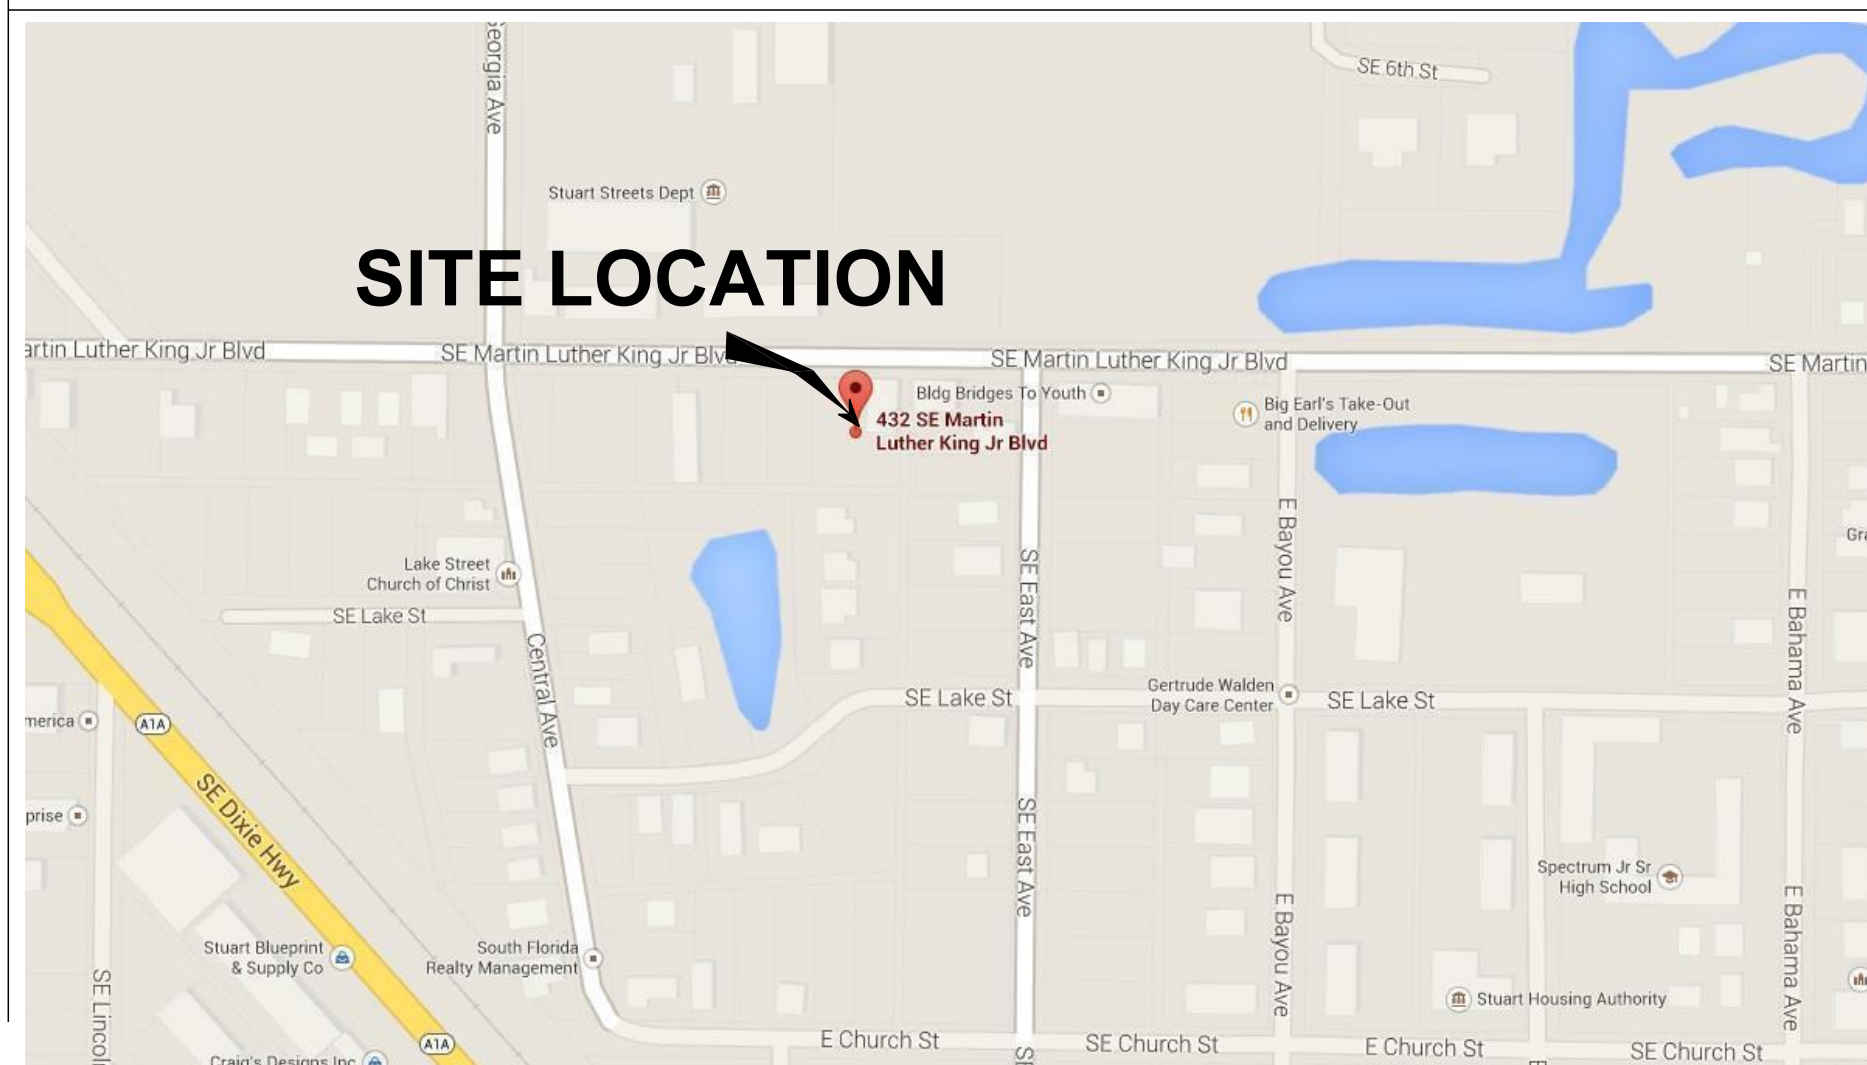 eorgia Ave
SE 6th St
Stuart Streets Dept
SITE LOCATION
artin Luther King Jr Blvd
SE Martin Luther King Jr Blvd
SE Martin Luther King Jr Blvd
SE Martin
Bldg Bridges To Youth
432 SE Martin
Luther King Jr Blvd
Big Earl's Take-Out
and Delivery
E Bayou Ave
Gra
Lake Street
Church of Christ
SE East Ave
SE Lake St
Central Ave
E Bahama Ave
Gertrude Walden
Day Care Center
SE Lake St
SE Lake St
merica
A1A
SE Dixie Hwy
prise
SE East Ave
Spectrum Jr Sr
High School
E Bayou Ave
E Bahama Ave
Stuart Blueprint
& Supply Co
South Florida
Realty Management
SE Lincol
Stuart Housing Authority
A1A
E Church St
SE Church St
E Church St
SE Church St
Craig's Designs Inc